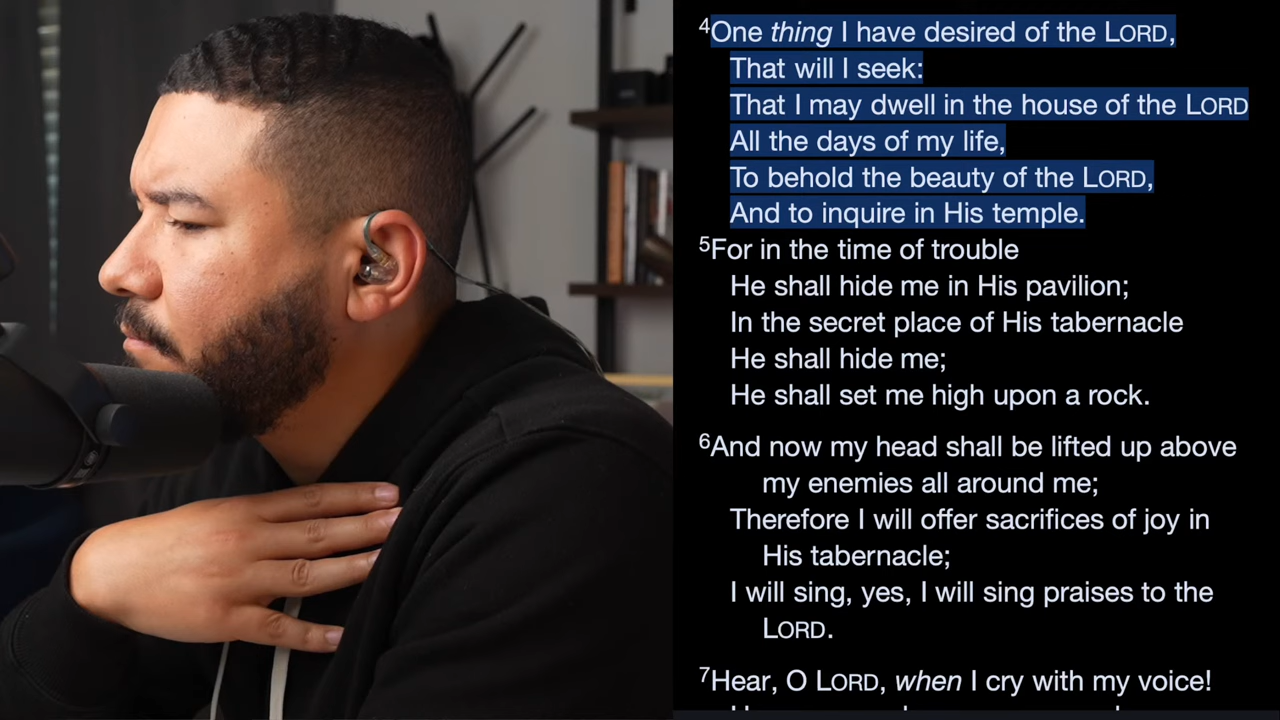 4One thing I have desired of the LORD,
That will I seek:
That I may dwell in the house of the LORD
All the days of my life,
To behold the beauty of the LORD,
And to inquire in His temple.
5For in the time of trouble
He shall hide me in His pavilion;
In the secret place of His tabernacle
He shall hide me;
He shall set me high upon a rock.
6And now my head shall be lifted up above
my enemies all around me;
Therefore I will offer sacrifices of joy in
His tabernacle;
I will sing, yes, I will sing praises to the
LORD.
7Hear, O LORD, when I cry with my voice!